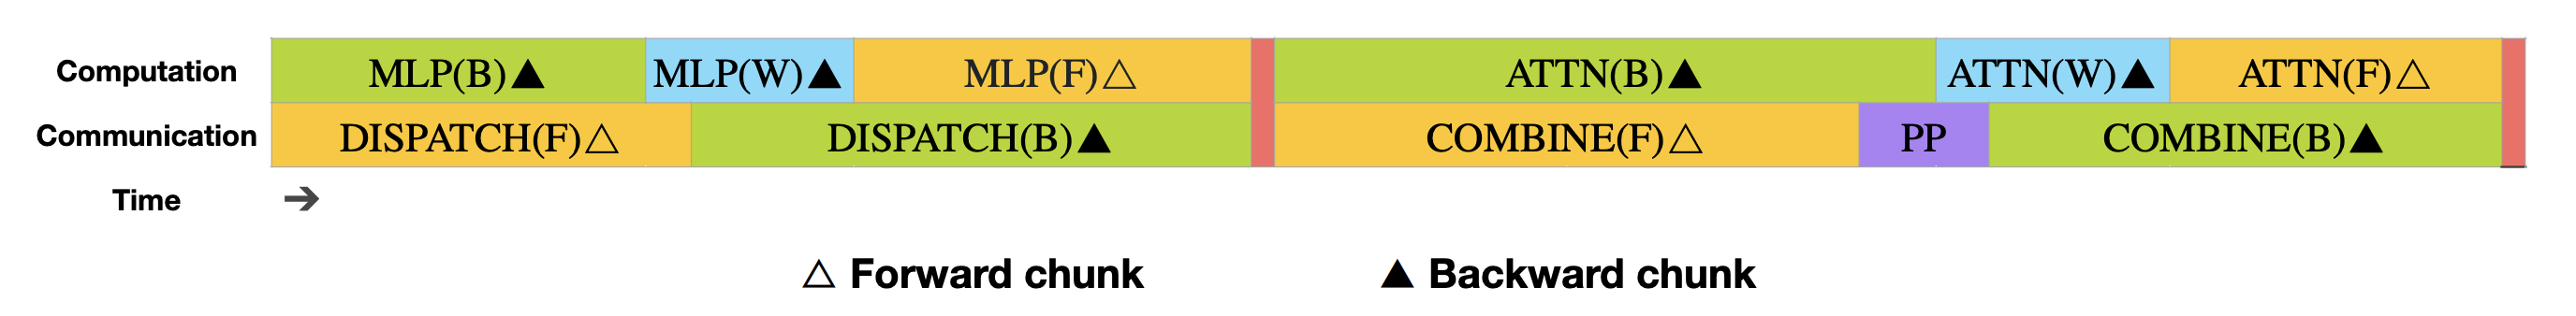 Computation MLP(B)▲ MLP(W)▲ MLP(F)△ ATTN(B)▲ ATTN(W)▲ ATTN(F)△
Communication DISPATCH(F)△ DISPATCH(B)▲ COMBINE(F)△ PP COMBINE(B)▲
Time ➔
△ Forward chunk ▲ Backward chunk